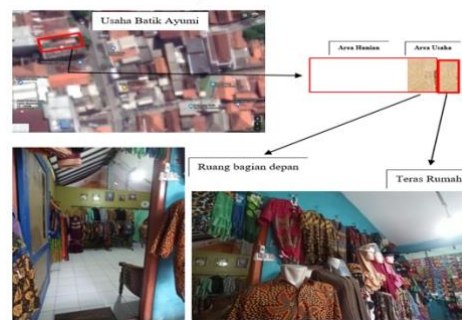 Usaha Batik Ayumi
Area Hunian
Area Usaha
Ruang bagian depan
Teras Rumah